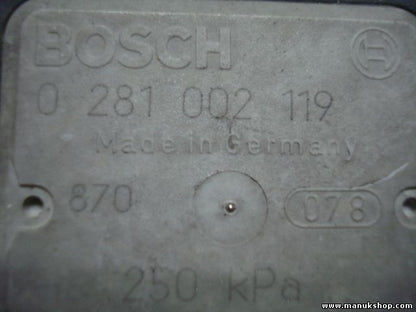 BOSCH
0 281 002 119
Made in Germany
870
078
250 kPa
www.manukshop.com